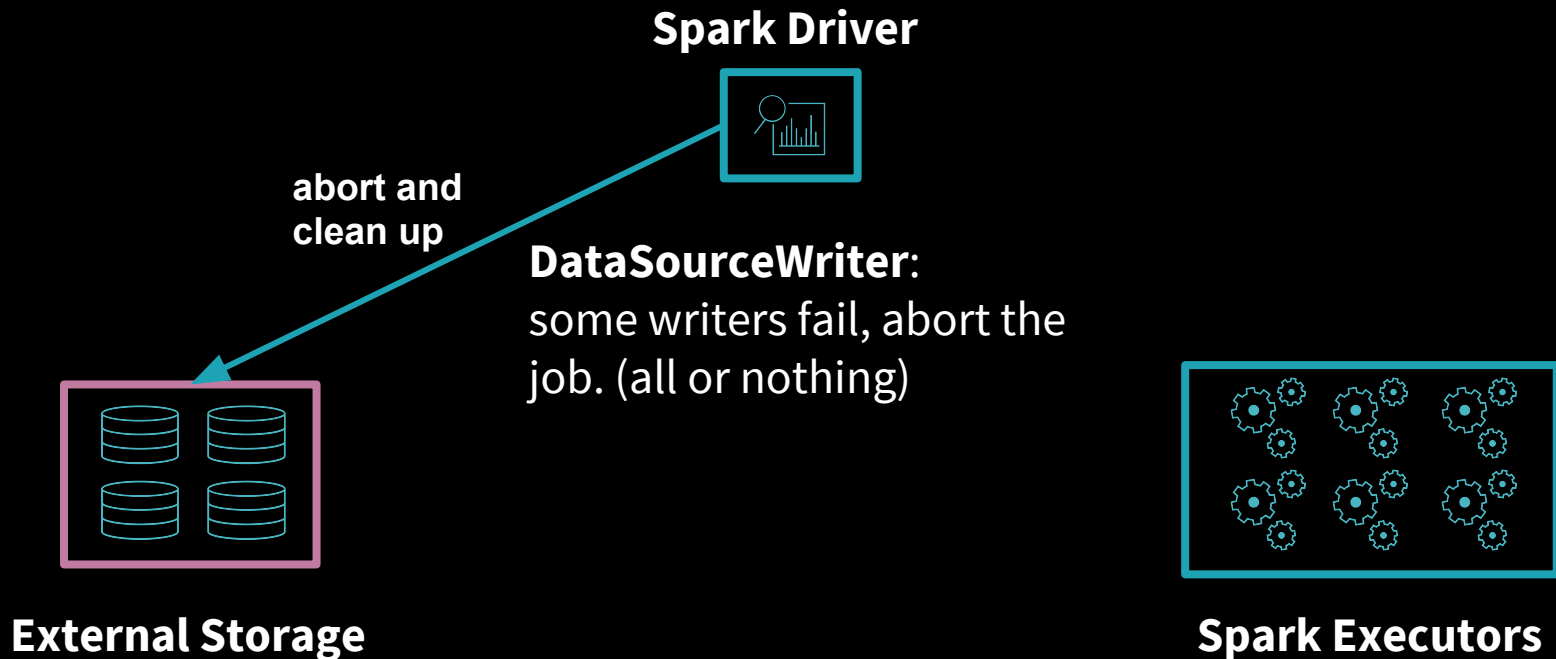 Spark Driver
abort and
clean up
DataSourceWriter:
some writers fail, abort the
job. (all or nothing)
External Storage
Spark Executors